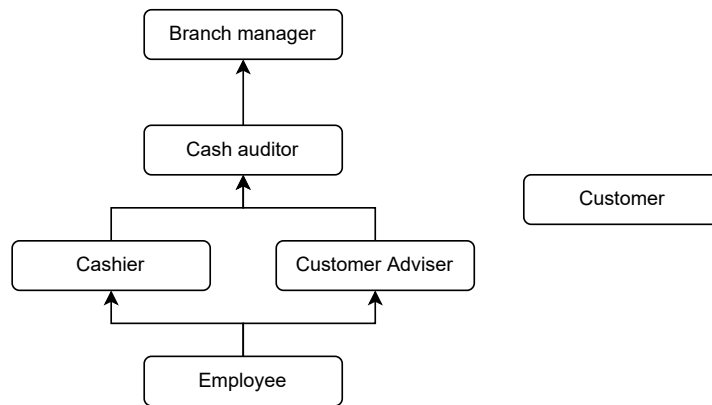 Branch manager
Cash auditor
Customer
Cashier
Customer Adviser
Employee